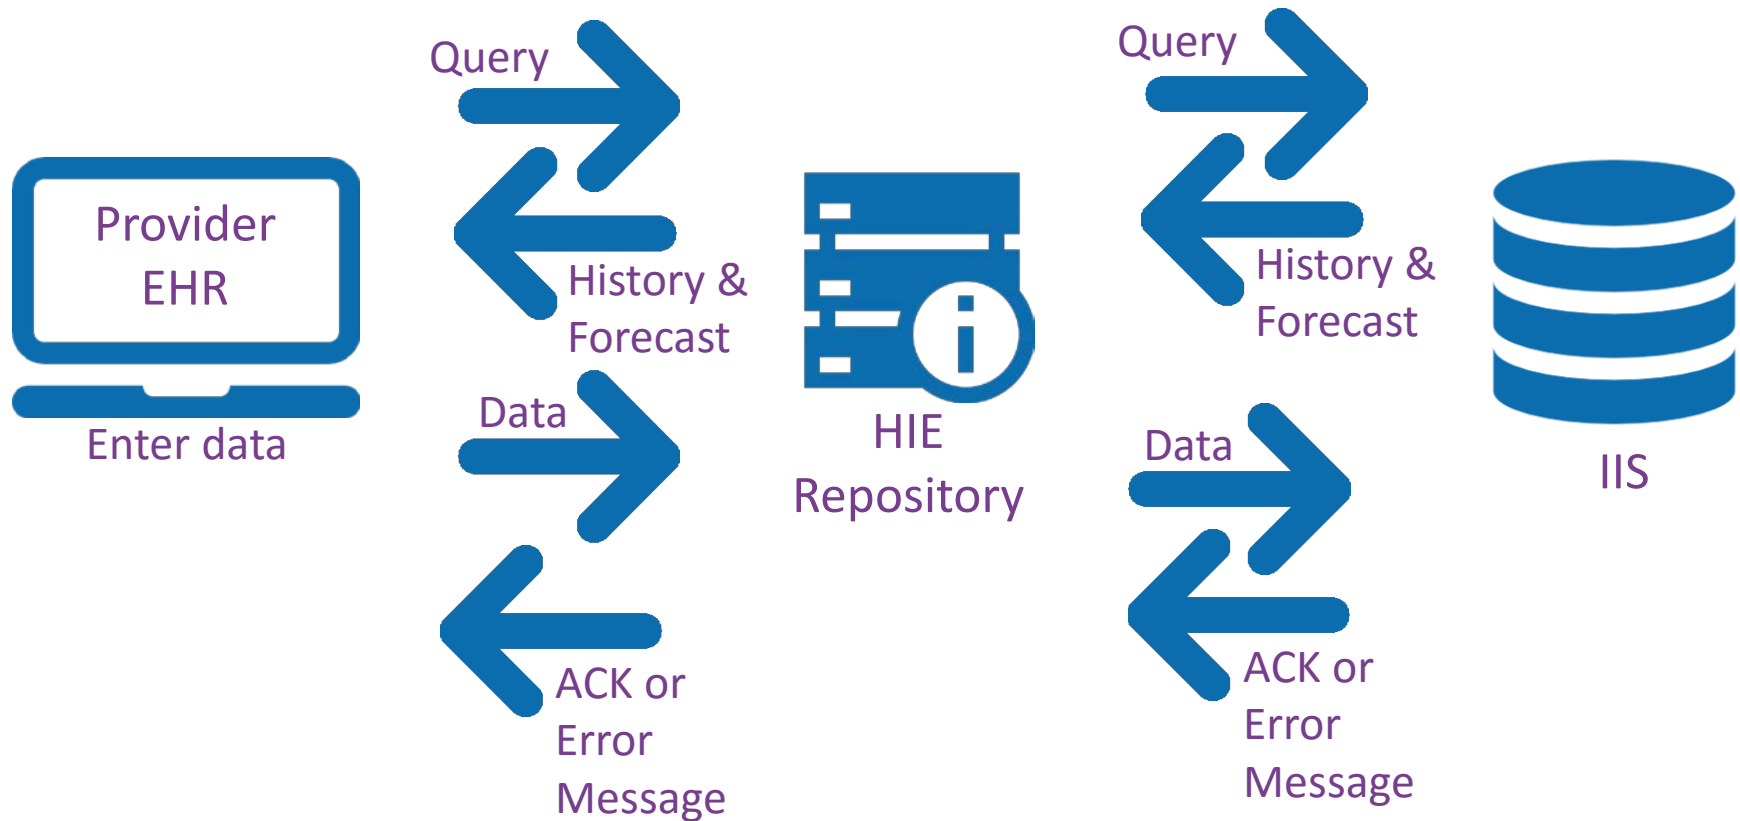 Query
Query
Provider
EHR
History &
Forecast
History &
Forecast
Data
Enter data
HIE
Repository
Data
IIS
ACK or
Error
Message
ACK or
Error
Message